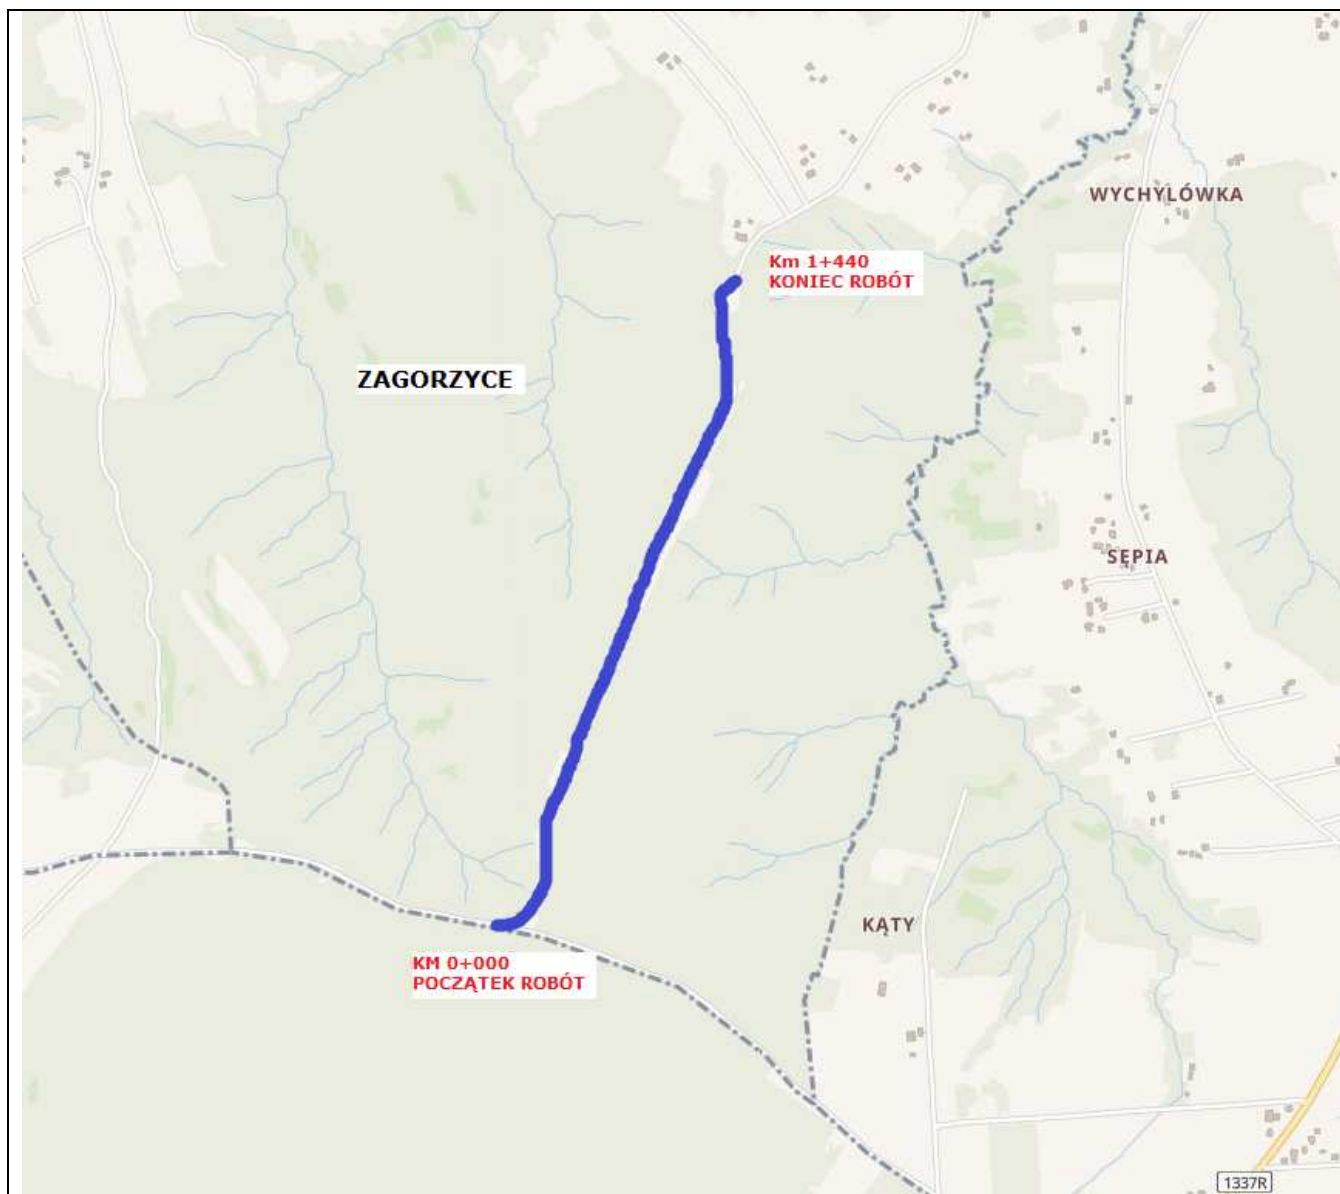 WYCHYLÓWKA
Km 1+440
KONIEC ROBÓT
ZAGORZYCE
SĘPIA
KĄTY
KM 0+000
POCZĄTEK ROBÓT
1337R